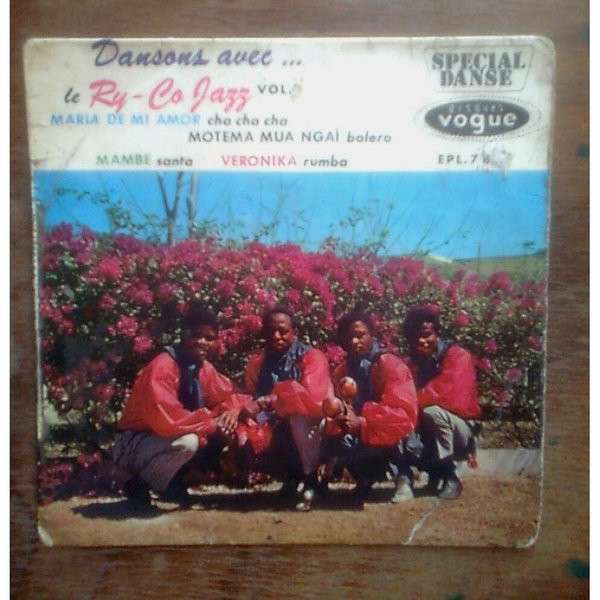 Dansons avec ...
le Ry-Co Jazz VOL.
MARIA DE MI AMOR cha cha cha
MOTEMA MUA NGAÏ bolero
MAMBE santa VERONIKA rumba
SPECIAL
DANSE
DISQUES
vogue
EPL. 7